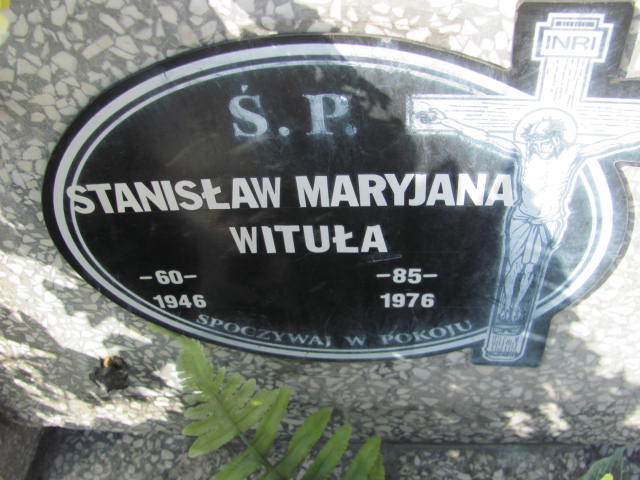 INRI
Ś. P.
STANISŁAW MARYJANA
WITUŁA
-60- -85-
1946 1976
SPOCZYWAJ W POKOJU